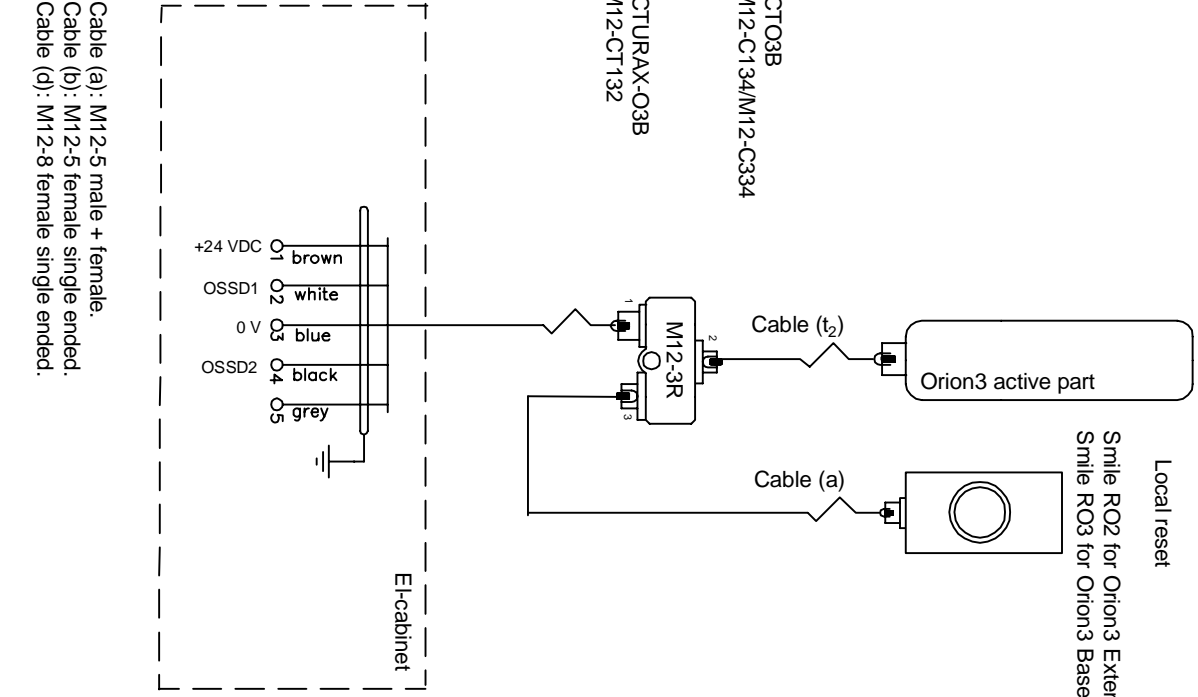 Local reset
Smile RO2 for Orion3 Exter
Smile RO3 for Orion3 Base
Orion3 active part
Cable (t₂)
Cable (a)
CTO3B
M12-C134/M12-C334
CTURAX-O3B
M12-CT132
M12-3R
1
2
3
El-cabinet
+24 VDC 1 brown
OSSD1 2 white
0 V 3 blue
OSSD2 4 black
5 grey
Cable (a): M12-5 male + female.
Cable (b): M12-5 female single ended.
Cable (d): M12-8 female single ended.